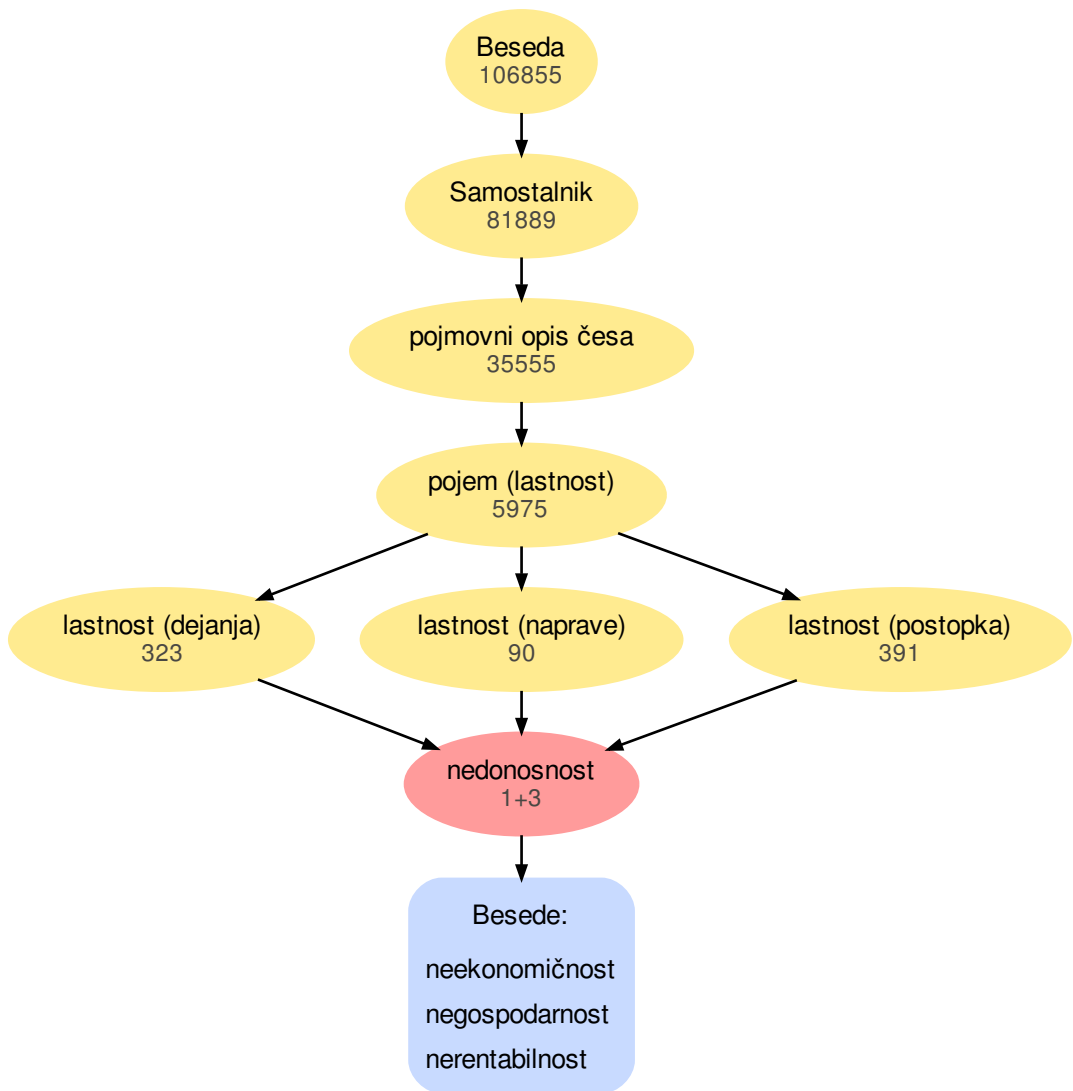 Beseda
106855
Samostalnik
81889
pojmovni opis česa
35555
pojem (lastnost)
5975
lastnost (dejanja)
323
lastnost (naprave)
90
lastnost (postopka)
391
nedonosnost
1+3
Besede:
neekonomičnost
negospodarnost
nerentabilnost